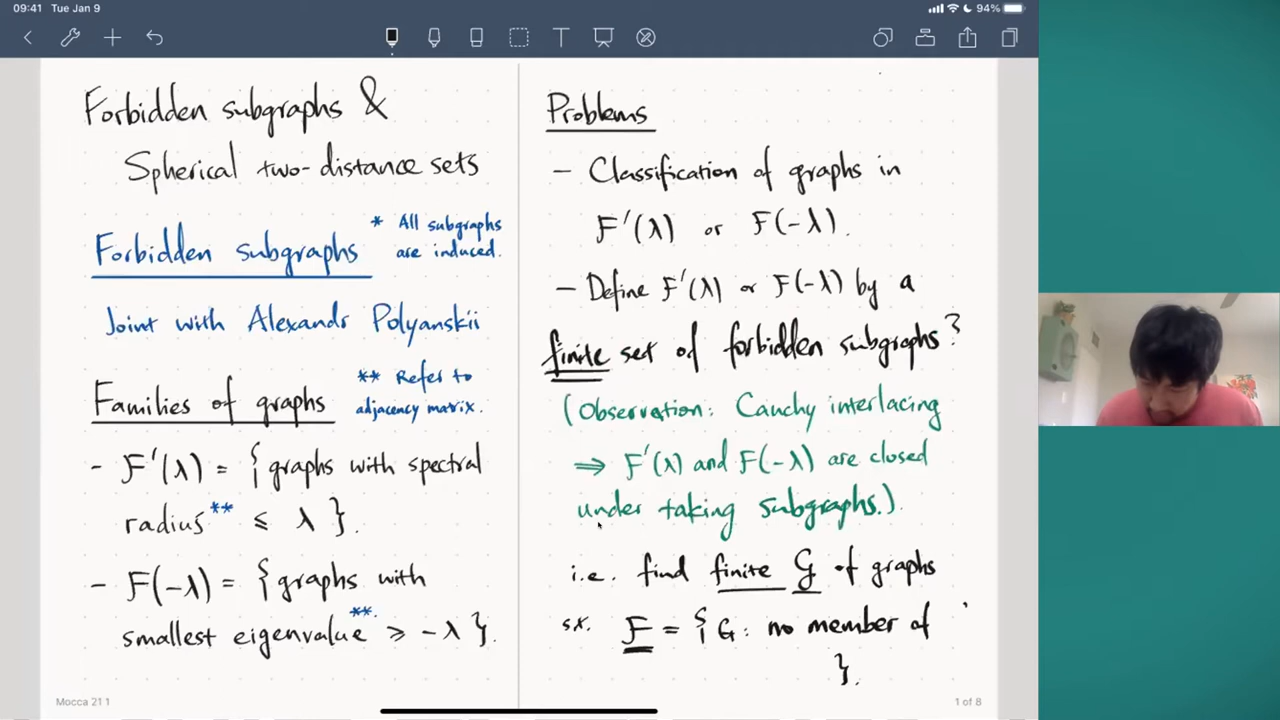 09:41 Tue Jan 9
94%
Forbidden subgraphs &
Spherical two-distance sets
Forbidden subgraphs
* All subgraphs
are induced.
Joint with Alexandr Polyanskii
Families of graphs
** Refer to
adjacency matrix.
- F'(λ) = { graphs with spectral
radius** ≤ λ }.
- F(-λ) = { graphs with
smallest eigenvalue** ≥ -λ }.
Mocca 21 1
Problems
- Classification of graphs in
F'(λ) or F(-λ).
- Define F'(λ) or F(-λ) by a
finite set of forbidden subgraphs?
(Observation: Cauchy interlacing
⇒ F'(λ) and F(-λ) are closed
under taking subgraphs.)
i.e. find finite G of graphs
s.t. F = { G: no member of
}.
1 of 8